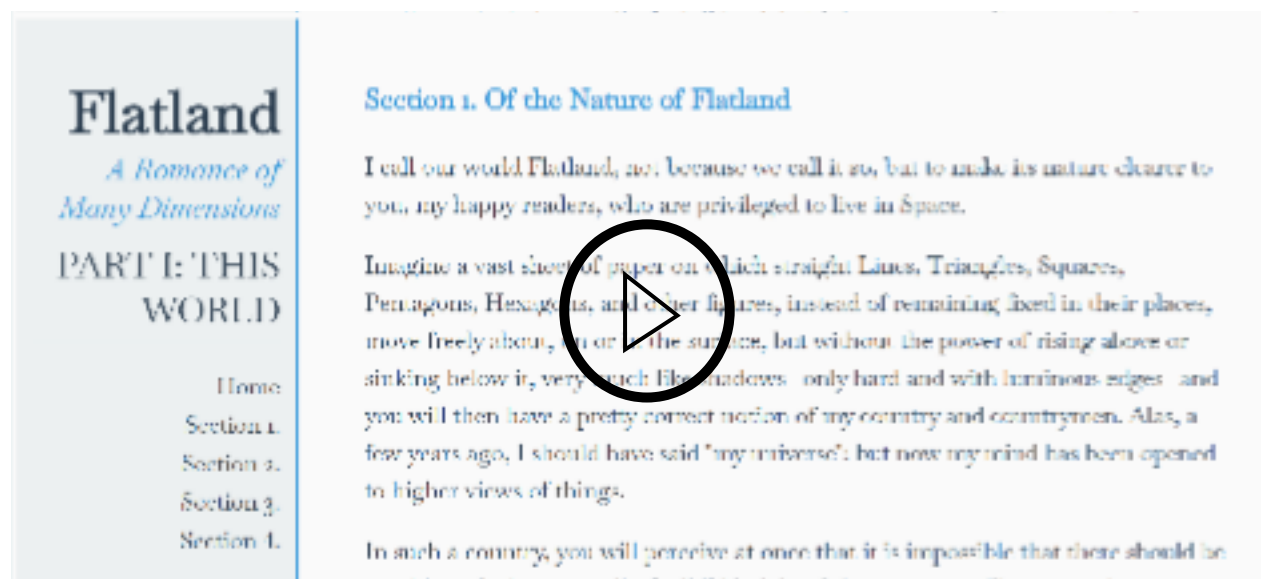 Flatland
A Romance of
Many Dimensions
PART I: THIS
WORLD
Home
Section 1.
Section 2.
Section 3.
Section 4.
Section 1. Of the Nature of Flatland
I call our world Flatland, not because we call it so, but to make its nature clearer to
you, my happy readers, who are privileged to live in Space.
Imagine a vast sheet of paper on which straight Lines, Triangles, Squares,
Pentagons, Hexagons, and other figures, instead of remaining fixed in their places,
move freely about, on or in the surface, but without the power of rising above or
sinking below it, very much like shadows only hard and with luminous edges and
you will then have a pretty correct notion of my country and countrymen. Alas, a
few years ago, I should have said "my universe": but now my mind has been opened
to higher views of things.
In such a country, you will perceive at once that it is impossible that there should be